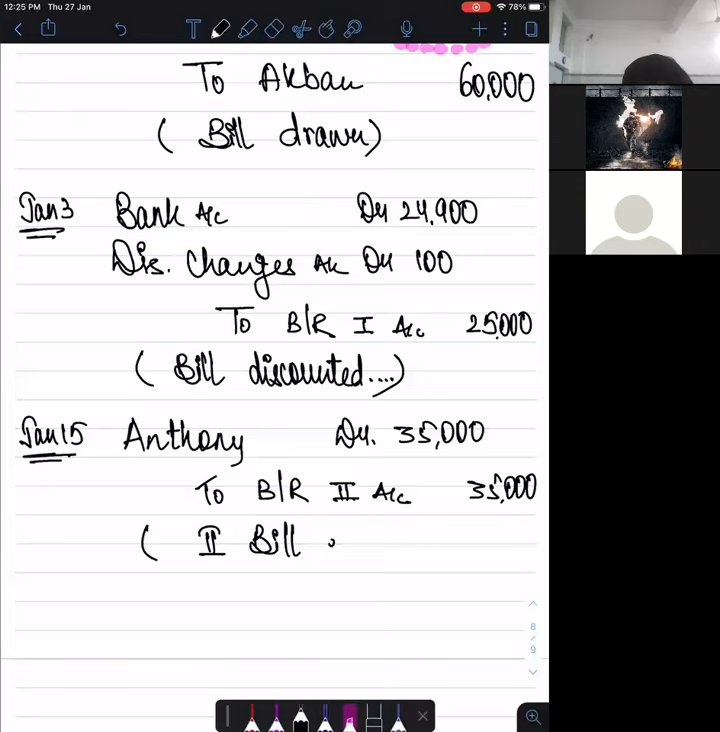 12:25 PM Thu 27 Jan
78%
To Akbar 60,000
( Bill drawn)
Jan 3 Bank A/c Dr 24,900
Dis. Charges A/c Dr 100
To B/R I A/c 25,000
( Bill discounted....)
Jan 15 Anthony Dr. 35,000
To B/R II A/c 35,000
( II Bill
8
/
9